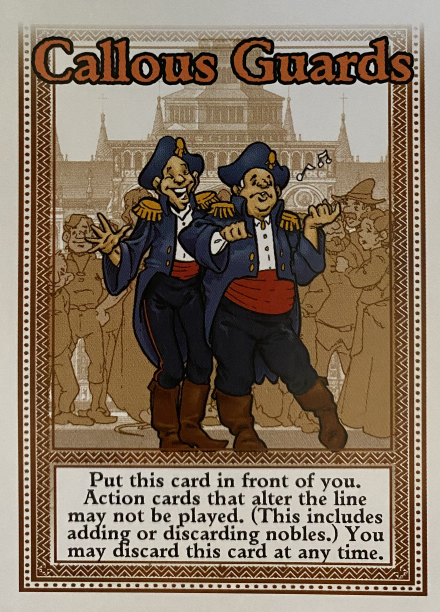 Callous Guards
Put this card in front of you.
Action cards that alter the line
may not be played. (This includes
adding or discarding nobles.) You
may discard this card at any time.